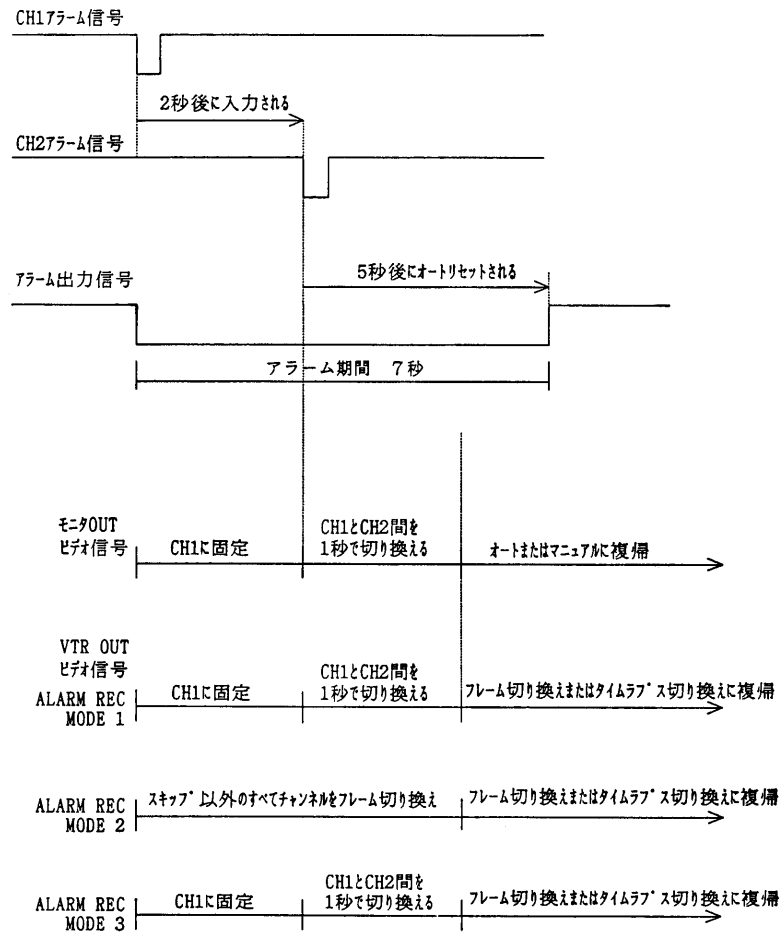 CH1アラーム信号
2秒後に入力される
CH2アラーム信号
5秒後にオートリセットされる
アラーム出力信号
アラーム期間 7秒
モニタOUT
ビデオ信号
CH1に固定
CH1とCH2間を
1秒で切り換える
オートまたはマニュアルに復帰
VTR OUT
ビデオ信号
ALARM REC
MODE 1
CH1に固定
CH1とCH2間を
1秒で切り換える
フレーム切り換えまたはタイムラプス切り換えに復帰
ALARM REC
MODE 2
スキップ以外のすべてチャンネルをフレーム切り換え
フレーム切り換えまたはタイムラプス切り換えに復帰
ALARM REC
MODE 3
CH1に固定
CH1とCH2間を
1秒で切り換える
フレーム切り換えまたはタイムラプス切り換えに復帰